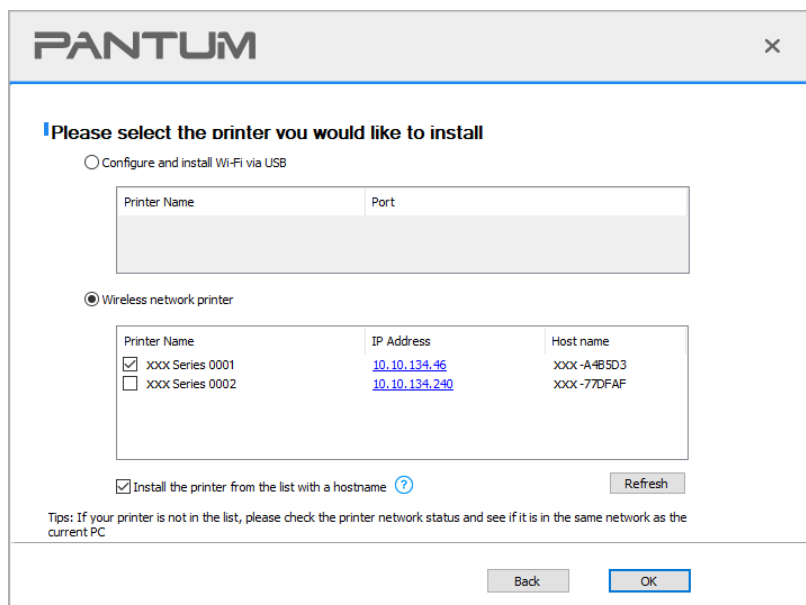 PANTUM
Please select the printer you would like to install
Configure and install Wi-Fi via USB
Printer Name Port
Wireless network printer
Printer Name IP Address Host name
XXX Series 0001 10.10.134.46 XXX-A4B5D3
XXX Series 0002 10.10.134.240 XXX-77DFAF
Install the printer from the list with a hostname ? Refresh
Tips: If your printer is not in the list, please check the printer network status and see if it is in the same network as the
current PC
Back OK